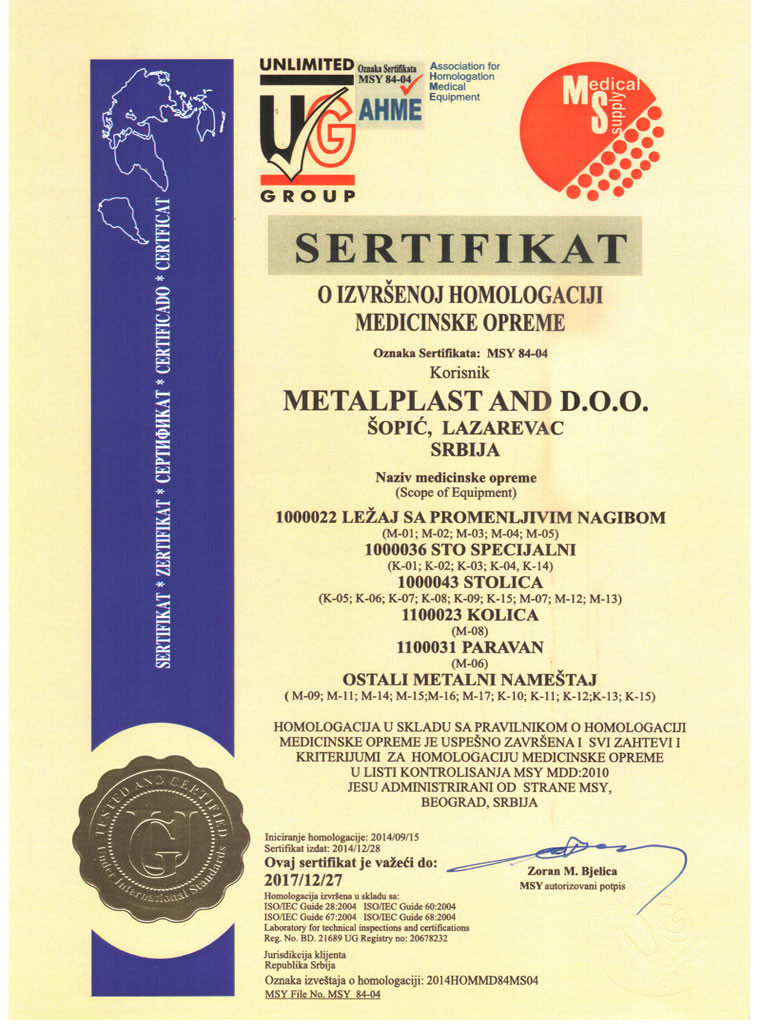 UNLIMITED
UG
GROUP
Oznaka Sertifikata
MSY 84-04
AHME
Association for
Homologation
Medical
Equipment
Medical
Supply
SERTIFIKAT * ZERTIFIKAT * СЕРТИФИКАТ * CERTIFICADO * CERTFICAT
SERTIFIKAT
O IZVRŠENOJ HOMOLOGACIJI
MEDICINSKE OPREME
Oznaka Sertifikata: MSY 84-04
Korisnik
METALPLAST AND D.O.O.
ŠOPIĆ, LAZAREVAC
SRBIJA
Naziv medicinske opreme
(Scope of Equipment)
1000022 LEŽAJ SA PROMENLJIVIM NAGIBOM
(M-01; M-02; M-03; M-04; M-05)
1000036 STO SPECIJALNI
(K-01; K-02; K-03; K-04, K-14)
1000043 STOLICA
(K-05; K-06; K-07; K-08; K-09; K-15; M-07; M-12; M-13)
1100023 KOLICA
(M-08)
1100031 PARAVAN
(M-06)
OSTALI METALNI NAMEŠTAJ
( M-09; M-11; M-14; M-15;M-16; M-17; K-10; K-11; K-12;K-13; K-15)
HOMOLOGACIJA U SKLADU SA PRAVILNIKOM O HOMOLOGACIJI
MEDICINSKE OPREME JE USPEŠNO ZAVRŠENA I SVI ZAHTEVI I
KRITERIJUMI ZA HOMOLOGACIJU MEDICINSKE OPREME
U LISTI KONTROLISANJA MSY MDD:2010
JESU ADMINISTRIRANI OD STRANE MSY,
BEOGRAD, SRBIJA
TESTED AND CERTIFIED
UG
Under International Standards
Iniciranje homologacije: 2014/09/15
Sertifikat izdat: 2014/12/28
Ovaj sertifikat je važeći do:
2017/12/27
Zoran M. Bjelica
MSY autorizovani potpis
Homologacija izvršena u skladu sa:
ISO/IEC Guide 28:2004 ISO/IEC Guide 60:2004
ISO/IEC Guide 67:2004 ISO/IEC Guide 68:2004
Laboratory for technical inspections and certifications
Reg. No. BD. 21689 UG Registry no: 20678232
Jurisdikcija klijenta
Republika Srbija
Oznaka izveštaja o homologaciji: 2014HOMMD84MS04
MSY File No. MSY 84-04